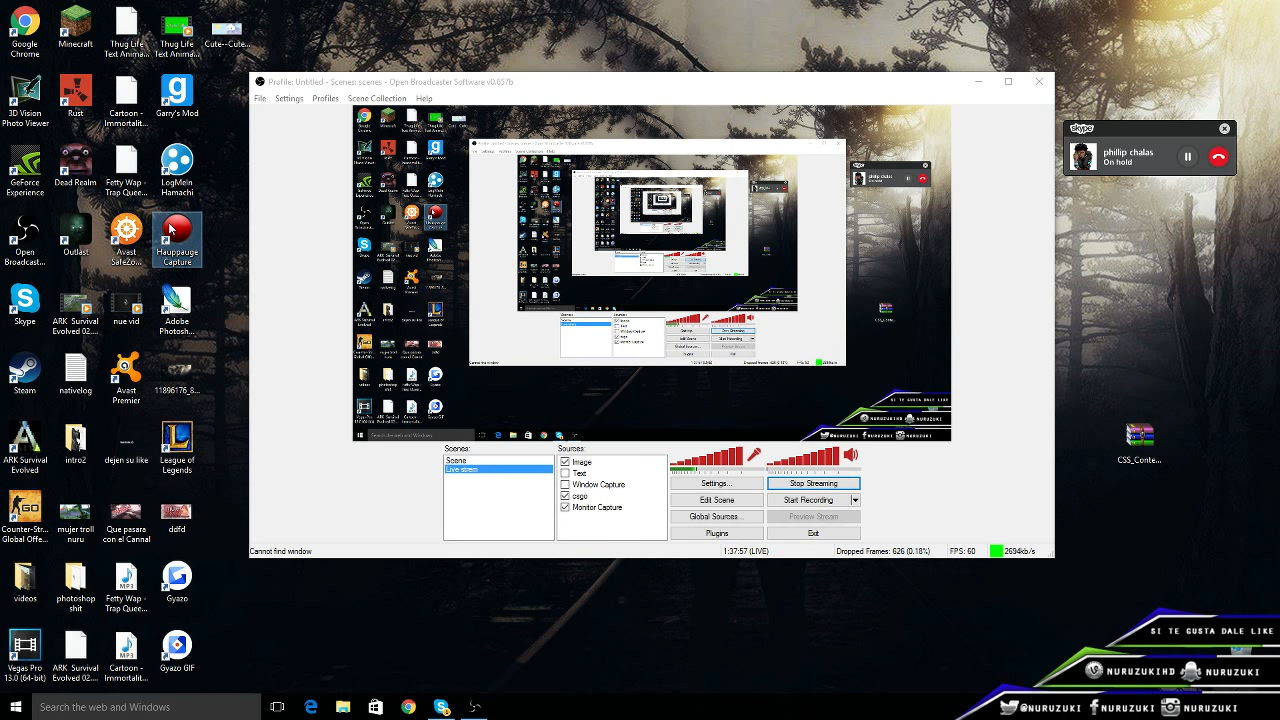 Google
Chrome
Minecraft
Thug Life
Text Anima...
Thug Life
Text Anima...
Cute--Cute...
3D Vision
Photo Viewer
Rust
Cartoon -
Immortalit...
Garry's Mod
GeForce
Experience
Dead Realm
Fetty Wap -
Trap Que...
LogMeIn
Hamachi
Open
Broadcast...
Outlast
Avast
SafeZo...
Hauppauge
Capture
Skype
ARK Survival
Evolved 02...
nue vid
Adobe
Photosho...
Steam
nativelog
Avast
Premier
11896176_8...
ARK Survival
Evolved
intro2
dejen su like
League of
Legends
Counter-Str...
Global Offe...
mujer troll
nuru
Que pasara
con el Cannal
ddfd
videos
photoshop
shit
Fetty Wap -
Trap Quee...
Gyazo
Vegas Pro
13.0 (64-bit)
ARK Survival
Evolved 02....
Cartoon -
Immortalit...
Gyazo GIF
Profile: Untitled - Scenes: scenes - Open Broadcaster Software v0.657b
File Settings Profiles Scene Collection Help
Scenes:
Scene
Live strem
Sources:
Image
Text
Window Capture
csgo
Monitor Capture
Settings...
Stop Streaming
Edit Scene
Start Recording
Global Sources...
Preview Stream
Plugins
Exit
Cannot find window
1:37:57 (LIVE)
Dropped Frames: 626 (0.18%)
FPS: 60
2694kb/s
skype
phillip chalas
On hold
CSS_Conte...
SI TE GUSTA DALE LIKE
NURUZUKIHD
NURUZUKI
@NURUZUKI
NURUZUKI
NURUZUKI
Search the web and Windows